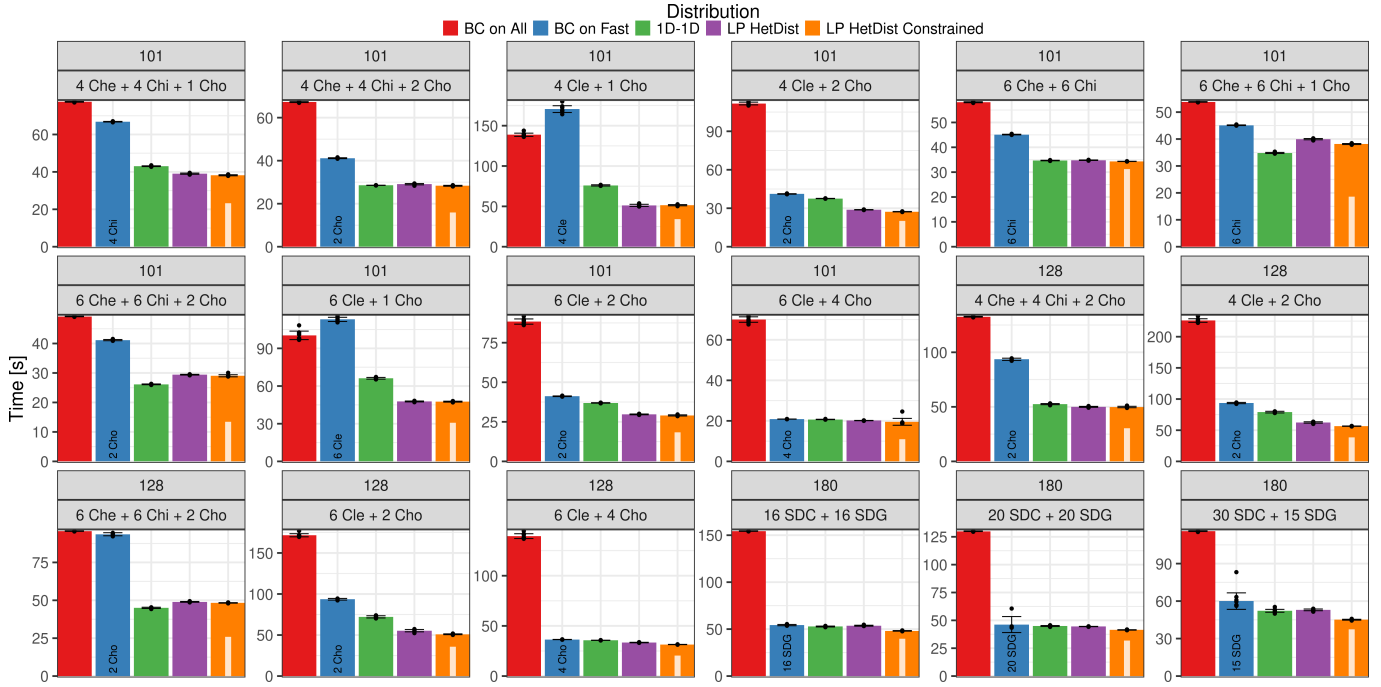 Distribution
BC on All BC on Fast 1D-1D LP HetDist LP HetDist Constrained
Time [s]
101 101 101 101 101 101
4 Che + 4 Chi + 1 Cho 4 Che + 4 Chi + 2 Cho 4 Cle + 1 Cho 4 Cle + 2 Cho 6 Che + 6 Chi 6 Che + 6 Chi + 1 Cho
60 40 20 0
4 Chi
60 40 20 0
2 Cho
150 100 50 0
4 Cle
90 60 30 0
2 Cho
50 40 30 20 10 0
6 Chi
50 40 30 20 10 0
6 Chi
101 101 101 101 128 128
6 Che + 6 Chi + 2 Cho 6 Cle + 1 Cho 6 Cle + 2 Cho 6 Cle + 4 Cho 4 Che + 4 Chi + 2 Cho 4 Cle + 2 Cho
40 30 20 10 0
2 Cho
90 60 30 0
6 Cle
75 50 25 0
2 Cho
60 40 20 0
4 Cho
100 50 0
2 Cho
200 150 100 50 0
2 Cho
128 128 128 180 180 180
6 Che + 6 Chi + 2 Cho 6 Cle + 2 Cho 6 Cle + 4 Cho 16 SDC + 16 SDG 20 SDC + 20 SDG 30 SDC + 15 SDG
75 50 25 0
2 Cho
150 100 50 0
2 Cho
100 50 0
4 Cho
150 100 50 0
16 SDG
125 100 75 50 25 0
20 SDG
90 60 30 0
15 SDG